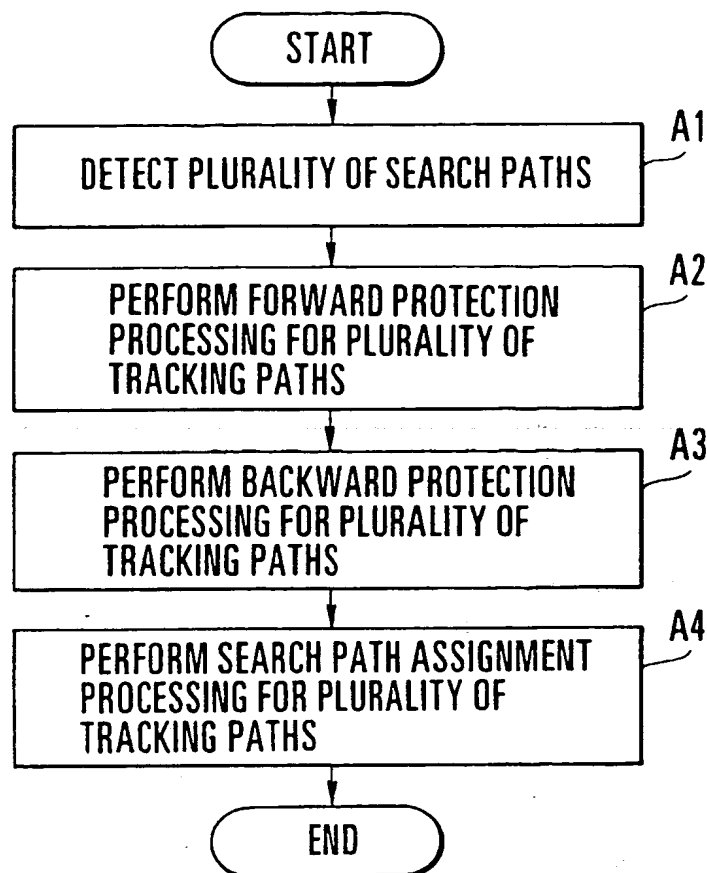 START
A1
DETECT PLURALITY OF SEARCH PATHS
A2
PERFORM FORWARD PROTECTION
PROCESSING FOR PLURALITY OF
TRACKING PATHS
A3
PERFORM BACKWARD PROTECTION
PROCESSING FOR PLURALITY OF
TRACKING PATHS
A4
PERFORM SEARCH PATH ASSIGNMENT
PROCESSING FOR PLURALITY OF
TRACKING PATHS
END